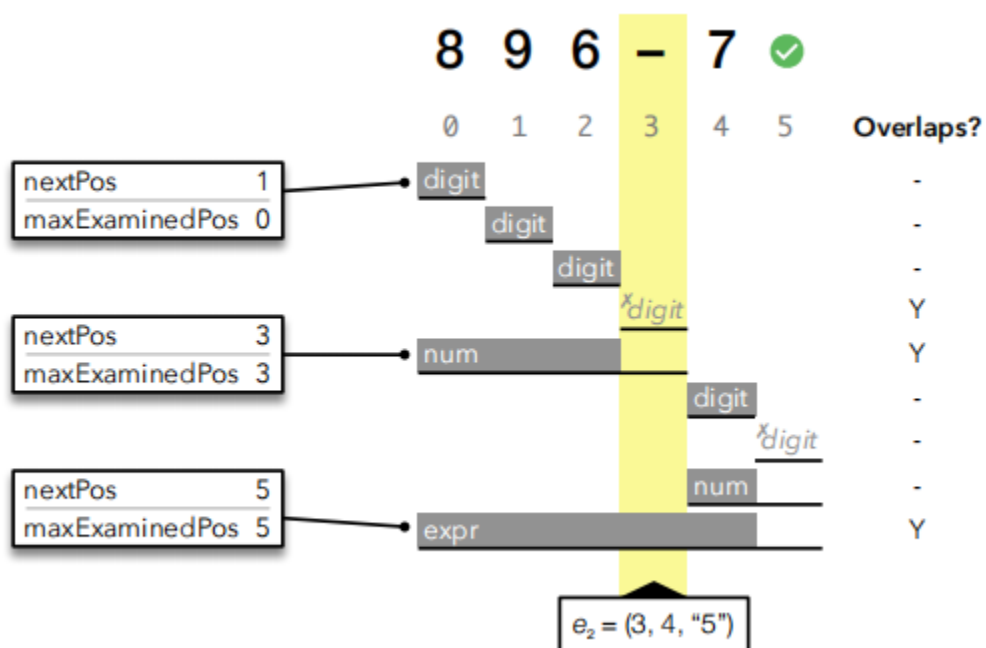 8 9 6 – 7
0 1 2 3 4 5 Overlaps?
nextPos 1
maxExaminedPos 0
digit -
digit -
digit -
x digit Y
nextPos 3
maxExaminedPos 3
num Y
digit -
x digit -
nextPos 5
maxExaminedPos 5
num -
expr Y
e₂ = (3, 4, “5”)